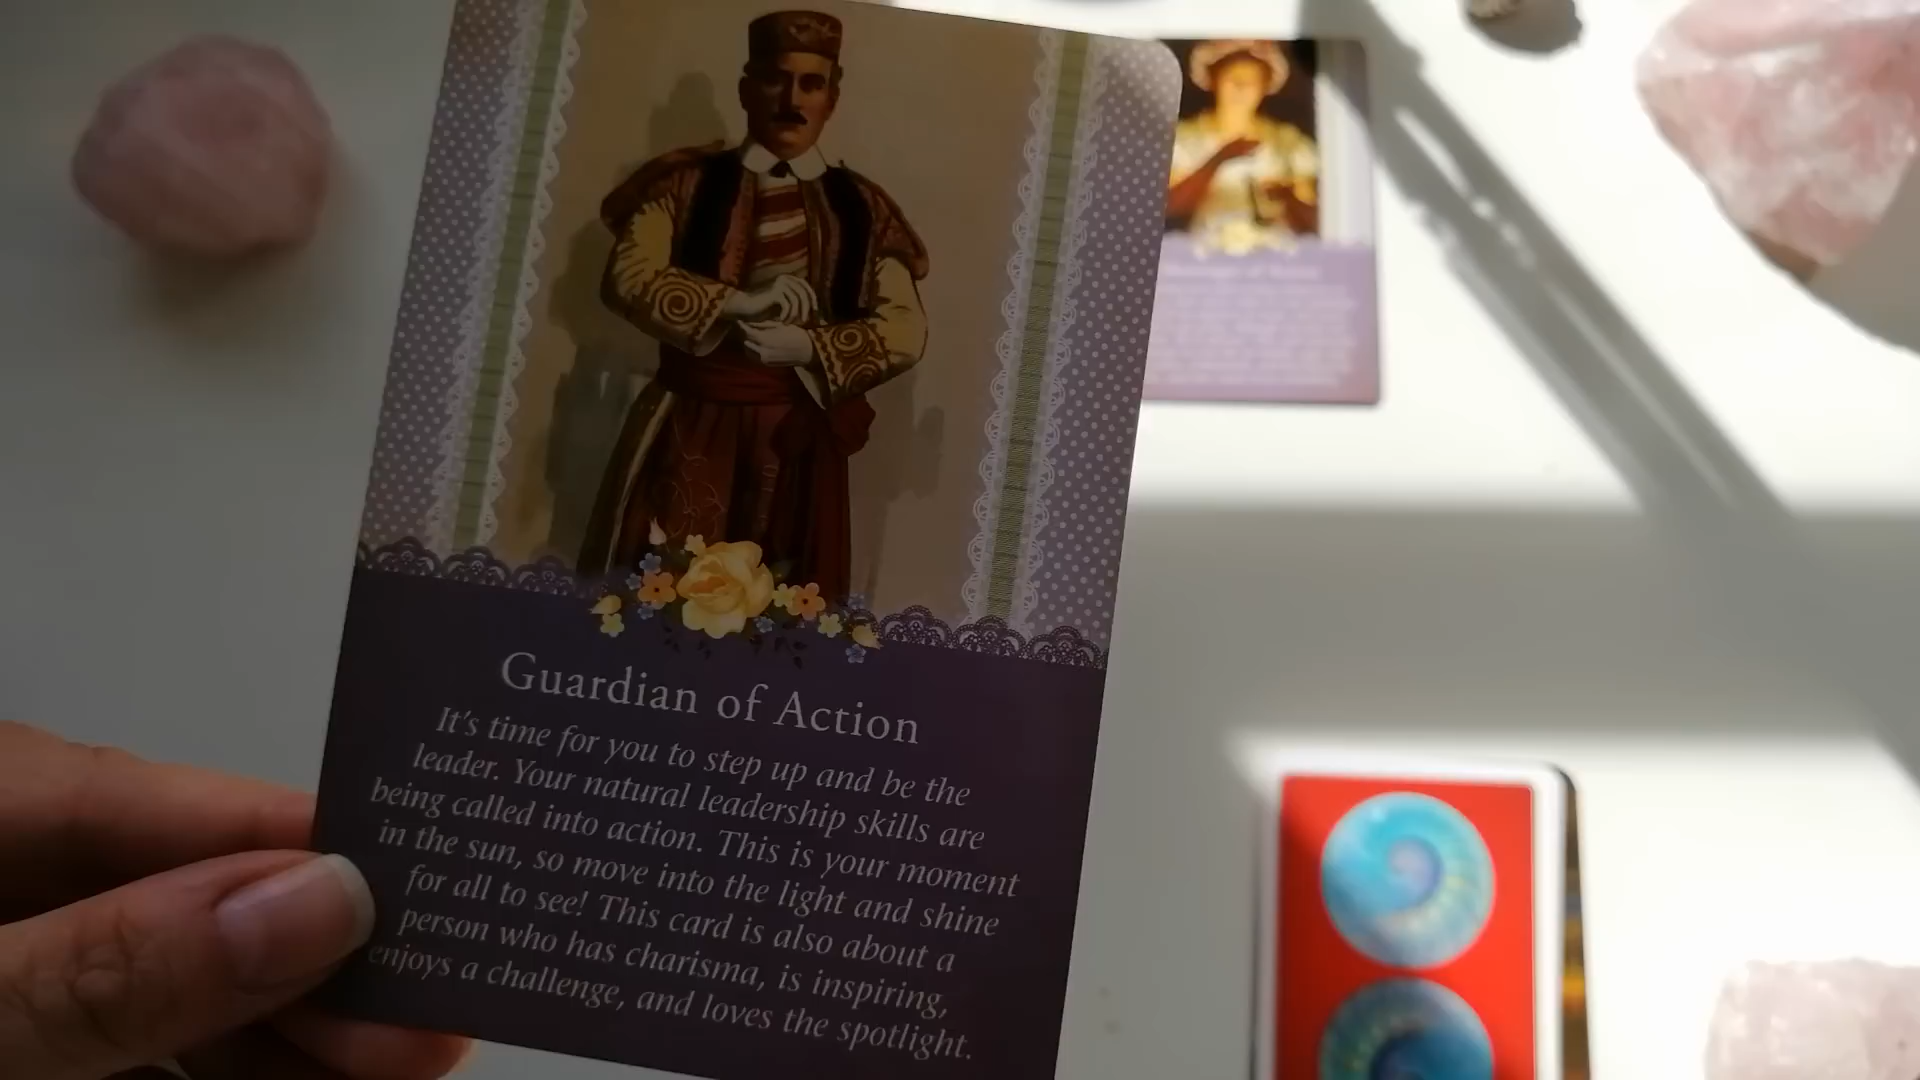 Guardian of Action
It's time for you to step up and be the
leader. Your natural leadership skills are
being called into action. This is your moment
in the sun, so move into the light and shine
for all to see! This card is also about a
person who has charisma, is inspiring,
enjoys a challenge, and loves the spotlight.